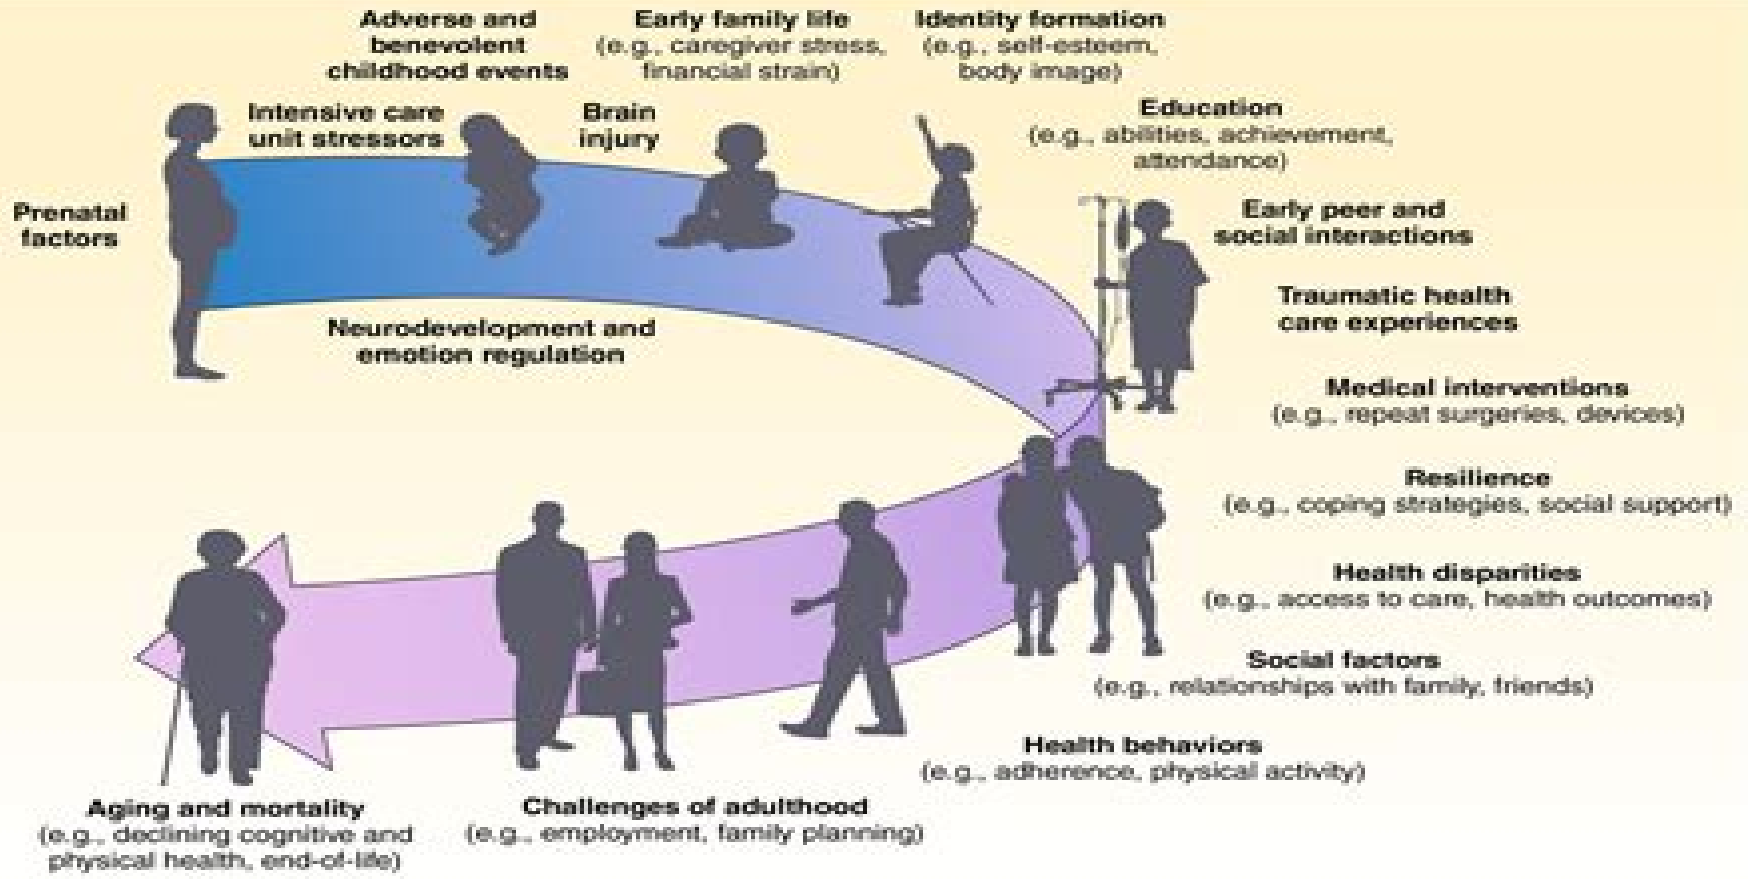 Adverse and
benevolent
childhood events
Early family life
(e.g., caregiver stress,
financial strain)
Identity formation
(e.g., self-esteem,
body image)
Intensive care
unit stressors
Brain
injury
Education
(e.g., abilities, achievement,
attendance)
Prenatal
factors
Early peer and
social interactions
Traumatic health
care experiences
Neurodevelopment and
emotion regulation
Medical interventions
(e.g., repeat surgeries, devices)
Resilience
(e.g., coping strategies, social support)
Health disparities
(e.g., access to care, health outcomes)
Social factors
(e.g., relationships with family, friends)
Health behaviors
(e.g., adherence, physical activity)
Challenges of adulthood
(e.g., employment, family planning)
Aging and mortality
(e.g., declining cognitive and
physical health, end-of-life)